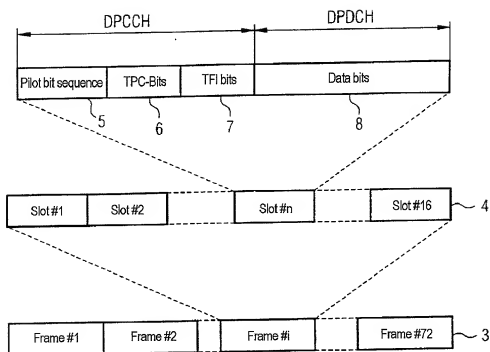 DPCCH DPDCH
Pilot bit sequence TPC-Bits TFI bits Data bits
5 6 7 8
Slot #1 Slot #2 Slot #n Slot #16 4
Frame #1 Frame #2 Frame #i Frame #72 3